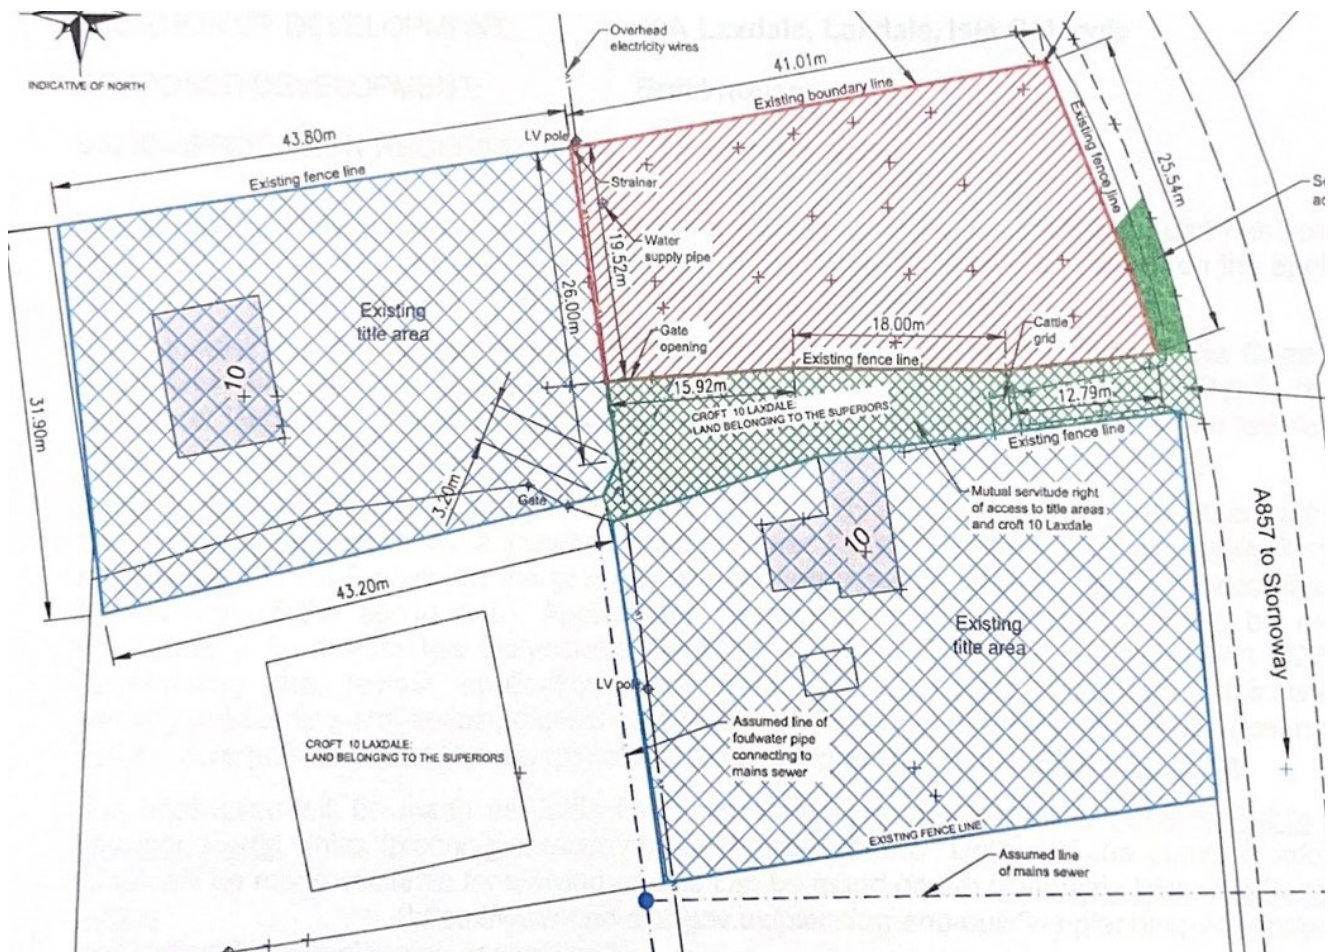 INDICATIVE OF NORTH
Overhead
electricity wires
41.01m
Existing boundary line
43.80m
LV pole
Existing fence line
Strainer
Water
supply pipe
19.52m
26.00m
Existing fence line
25.54m
Existing
title area
10
Gate
opening
18.00m
Cattle
grid
Existing fence line
15.92m
12.79m
CROFT 10 LAXDALE:
LAND BELONGING TO THE SUPERIORS
Existing fence line
31.90m
3.20m
Gate
Mutual servitude right
of access to title areas
and croft 10 Laxdale
10
A857 to Stornoway
43.20m
Existing
title area
LV pole
Assumed line of
foulwater pipe
connecting to
mains sewer
CROFT 10 LAXDALE:
LAND BELONGING TO THE SUPERIORS
EXISTING FENCE LINE
Assumed line
of mains sewer